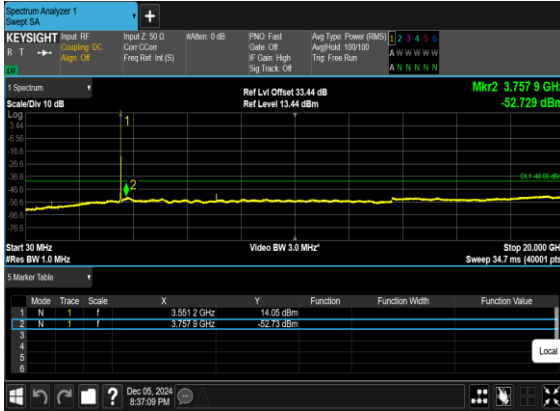 Spectrum Analyzer 1
Swept SA
+
KEYSIGHT Input: RF Input Z: 50 Ω #Atten: 0 dB PNO: Fast Avg Type: Power (RMS) 1 2 3 4 5 6
R T Coupling: DC Corr CCorr Gate: Off Avg|Hold: 100/100 A W W W W W
Align: Off Freq Ref: Int (S) IF Gain: High Trig: Free Run
Sig Track: Off A N N N N N
1 Spectrum Ref Lvl Offset 33.44 dB Mkr2 3.757 9 GHz
Scale/Div 10 dB Ref Level 13.44 dBm -52.729 dBm
Log
3.44
-6.56
-16.6
-26.6
-36.6
-46.6
-56.6
-66.6
-76.6
1
2
DL1 -40.00 dBm
Start 30 MHz Video BW 3.0 MHz* Stop 20.000 GH
#Res BW 1.0 MHz Sweep 34.7 ms (40001 pts
5 Marker Table
Mode Trace Scale X Y Function Function Width Function Value
1 N 1 f 3.551 2 GHz 14.05 dBm
2 N 1 f 3.757 9 GHz -52.73 dBm
3
4
5
6
Local
? Dec 05, 2024
8:37:09 PM